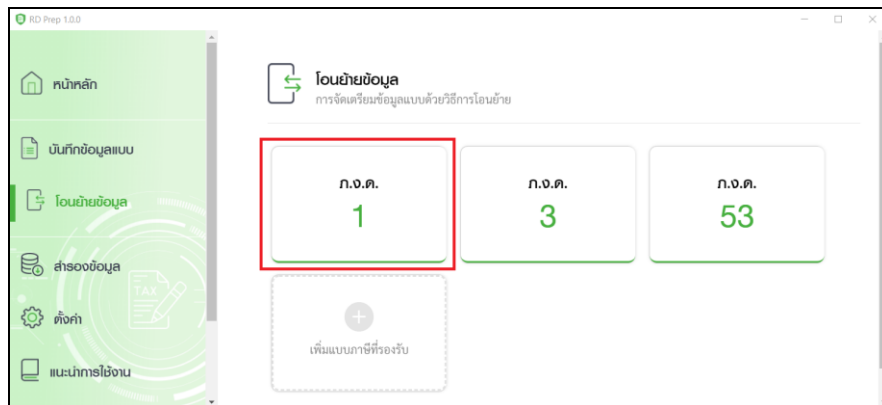 RD Prep 1.0.0
หน้าหลัก
บันทึกข้อมูลแบบ
โอนย้ายข้อมูล
สำรองข้อมูล
ตั้งค่า
แนะนำการใช้งาน
TAX
โอนย้ายข้อมูล
การจัดเตรียมข้อมูลแบบด้วยวิธีการโอนย้าย
ภ.ง.ด.
1
ภ.ง.ด.
3
ภ.ง.ด.
53
เพิ่มแบบภาษีที่รองรับ